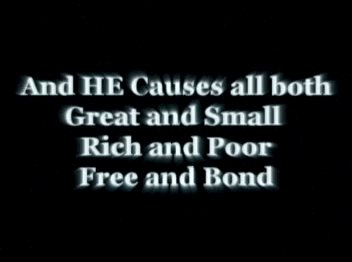 And HE Causes all both
Great and Small
Rich and Poor
Free and Bond